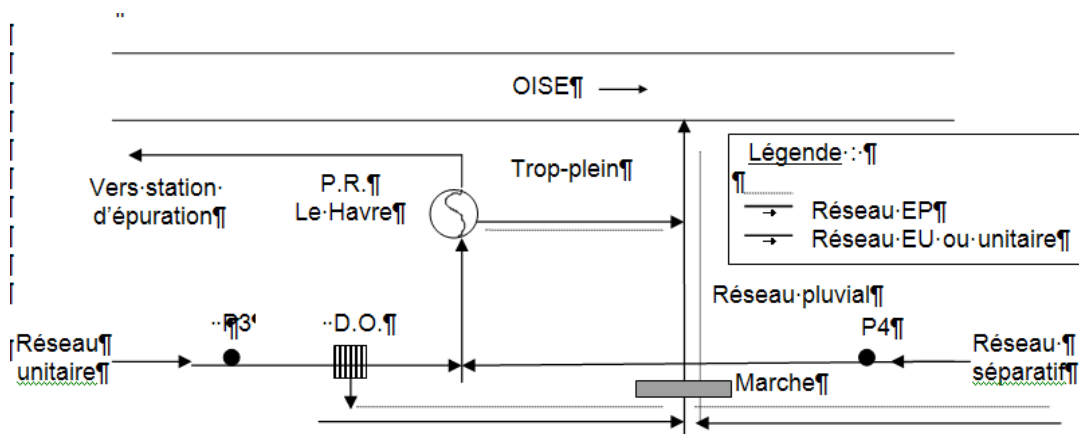 OISE¶
Trop-plein¶
Légende·:·¶
¶
Réseau·EP¶
Réseau·EU·ou·unitaire¶
Vers·station·
d'épuration¶
P.R.¶
Le·Havre¶
Réseau·pluvial¶
··P3¶
··D.O.¶
P4¶
Réseau¶
unitaire¶
Réseau·¶
séparatif¶
Marche¶